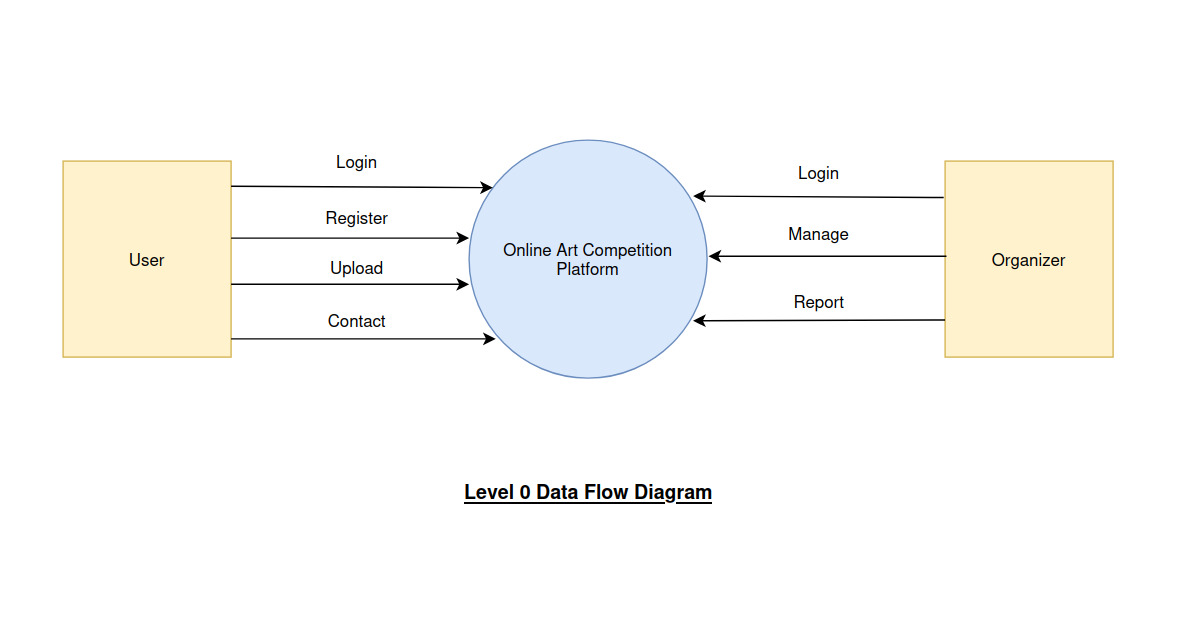 Login
Register
Upload
Contact
User
Online Art Competition
Platform
Login
Manage
Report
Organizer
Level 0 Data Flow Diagram